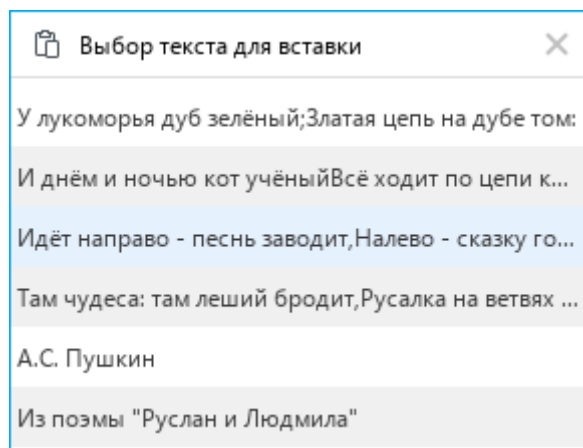 Выбор текста для вставки
У лукоморья дуб зелёный;Златая цепь на дубе том:
И днём и ночью кот учёныйВсё ходит по цепи к...
Идёт направо - песнь заводит,Налево - сказку го...
Там чудеса: там леший бродит,Русалка на ветвях ...
А.С. Пушкин
Из поэмы "Руслан и Людмила"